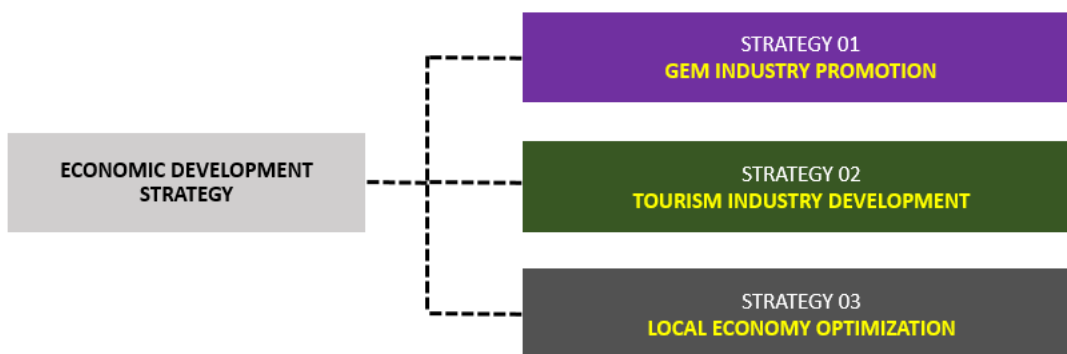 ECONOMIC DEVELOPMENT
STRATEGY
STRATEGY 01
GEM INDUSTRY PROMOTION
STRATEGY 02
TOURISM INDUSTRY DEVELOPMENT
STRATEGY 03
LOCAL ECONOMY OPTIMIZATION